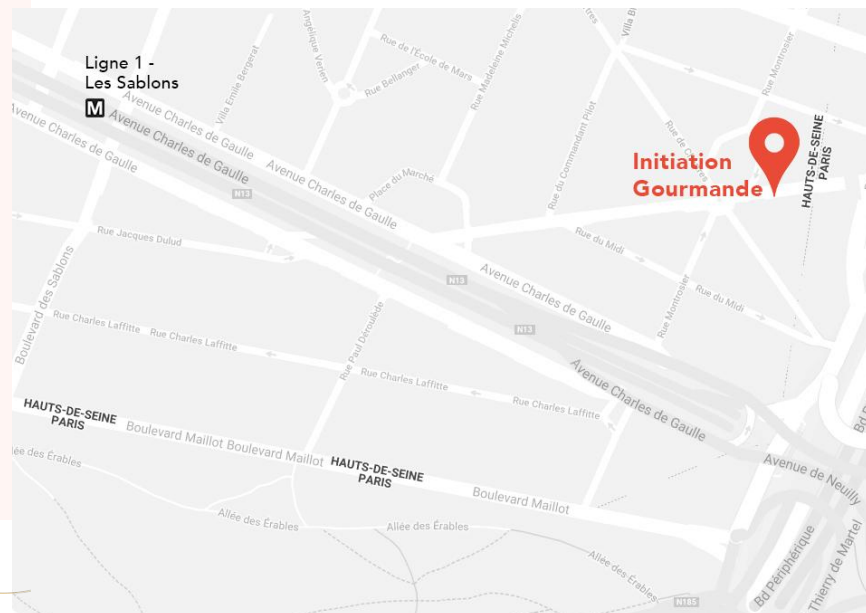 Ligne 1 -
Les Sablons
M
Avenue Charles de Gaulle
Avenue Charles de Gaulle
Avenue Charles de Gaulle
Avenue Charles de Gaulle
Villa Emile Bergerat
Angélique Verien
Rue de l'École de Mars
Rue Bellanger
Rue Madeleine Michelis
Place du Marché
Rue du Commandant Pilot
Rue Montrosier
HAUTS-DE-SEINE
PARIS
Initiation
Gourmande
N13
Rue Jacques Dulud
Boulevard des Sablons
Rue du Midi
Rue du Midi
Avenue Charles de Gaulle
N13
N13
Rue Montrosier
Rue Charles Laffitte
Rue Charles Laffitte
Rue Paul Déroulède
Rue Charles Laffitte
Rue Charles Laffitte
Avenue Charles de Gaulle
HAUTS-DE-SEINE
PARIS
Boulevard Maillot
Boulevard Maillot
HAUTS-DE-SEINE
PARIS
Boulevard Maillot
Avenue de Neuilly
Allée des Érables
Allée des Érables
Allée des Érables
N185
Bd Périphérique
Thierry de Martel